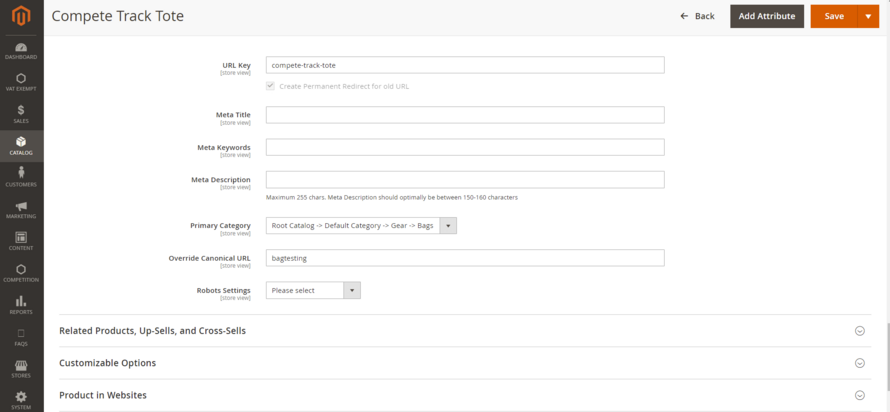 Compete Track Tote
Back
Add Attribute
Save
DASHBOARD
VAT EXEMPT
SALES
CATALOG
CUSTOMERS
MARKETING
CONTENT
COMPETITION
REPORTS
FAQS
STORES
SYSTEM
URL Key
[store view]
compete-track-tote
Create Permanent Redirect for old URL
Meta Title
[store view]
Meta Keywords
[store view]
Meta Description
[store view]
Maximum 255 chars. Meta Description should optimally be between 150-160 characters
Primary Category
[store view]
Root Catalog -> Default Category -> Gear -> Bags
Override Canonical URL
[store view]
bagtesting
Robots Settings
[store view]
Please select
Related Products, Up-Sells, and Cross-Sells
Customizable Options
Product in Websites